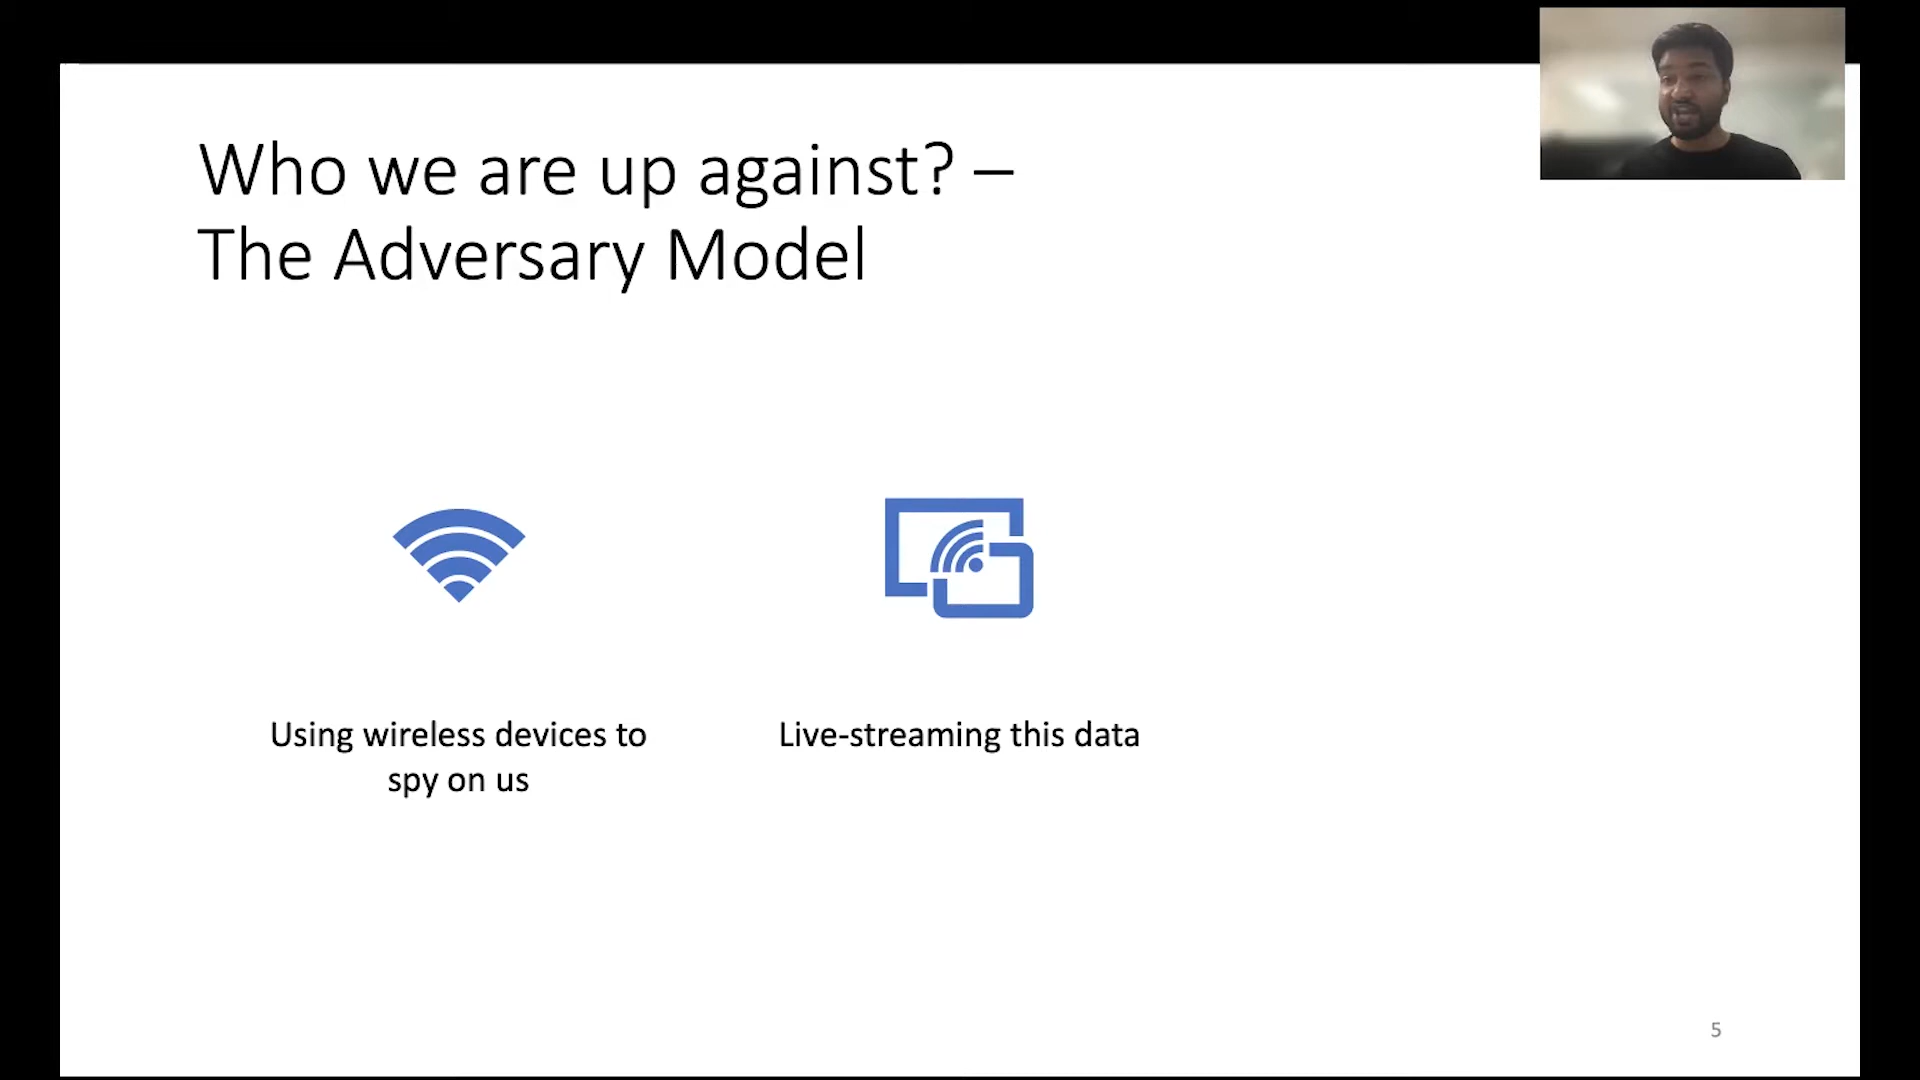 Who we are up against? –
The Adversary Model
Using wireless devices to
spy on us
Live-streaming this data
5